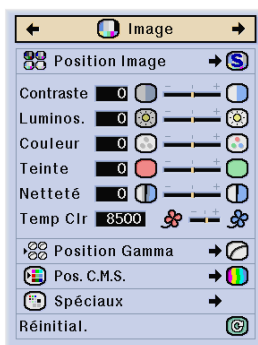 Image
Position Image S
Contraste 0
Luminos. 0
Couleur 0
Teinte 0
Netteté 0
Temp Clr 8500
Position Gamma
Pos. C.M.S.
Spéciaux
Réinitial.